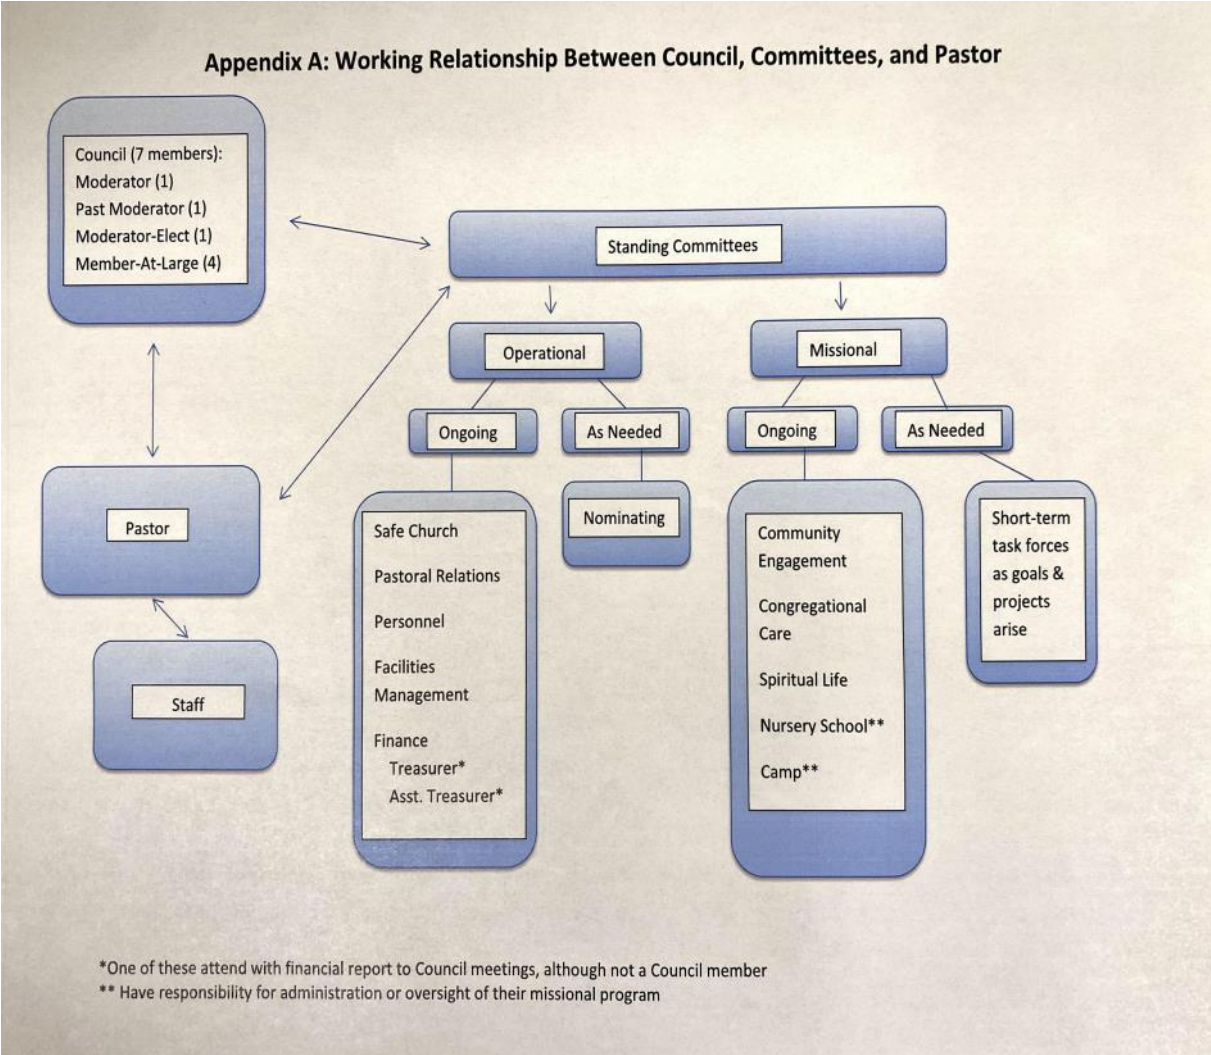 Appendix A: Working Relationship Between Council, Committees, and Pastor
Council (7 members):
Moderator (1)
Past Moderator (1)
Moderator-Elect (1)
Member-At-Large (4)
Standing Committees
Operational
Missional
Ongoing
As Needed
Ongoing
As Needed
Pastor
Staff
Safe Church
Pastoral Relations
Personnel
Facilities
Management
Finance
Treasurer*
Asst. Treasurer*
Nominating
Community
Engagement
Congregational
Care
Spiritual Life
Nursery School**
Camp**
Short-term
task forces
as goals &
projects
arise
*One of these attend with financial report to Council meetings, although not a Council member
** Have responsibility for administration or oversight of their missional program